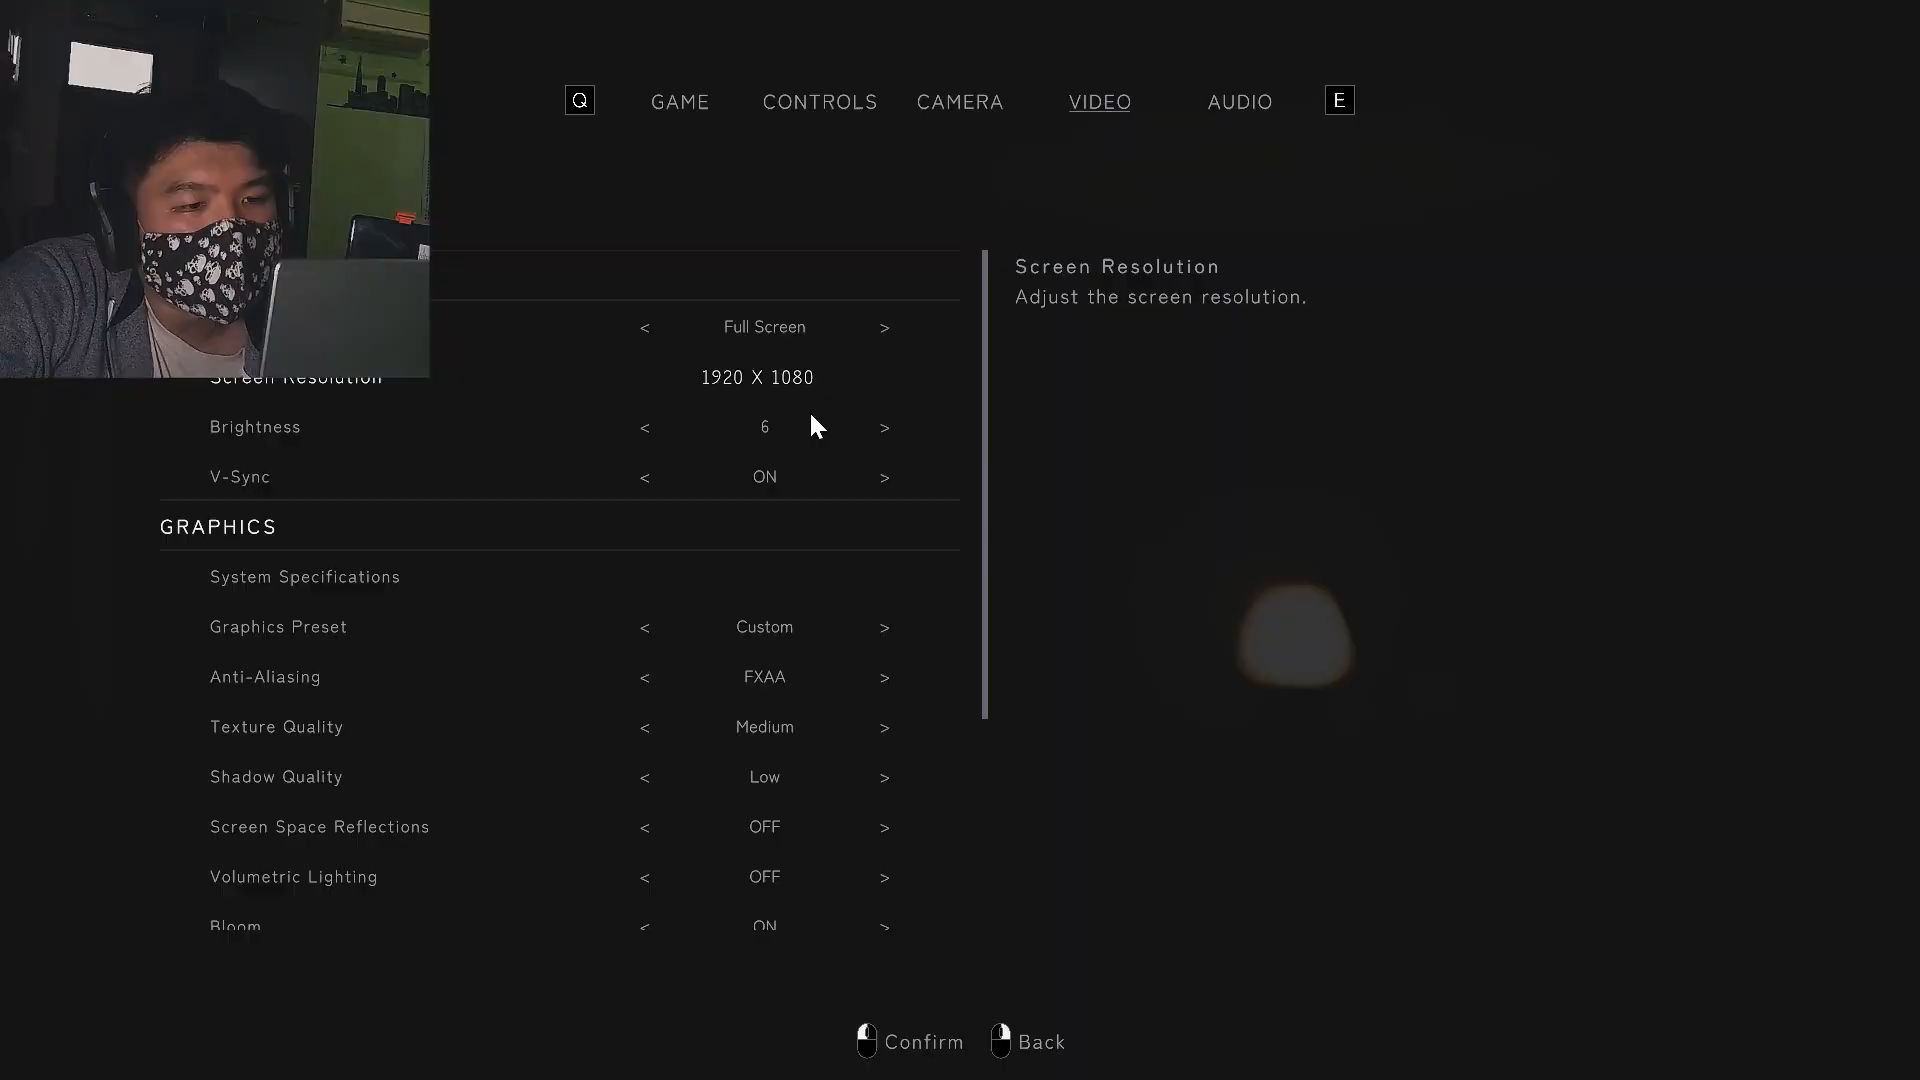 Q GAME CONTROLS CAMERA VIDEO AUDIO E
Screen Resolution
Adjust the screen resolution.
< Full Screen >
Screen Resolution 1920 X 1080
Brightness < 6 >
V-Sync < ON >
GRAPHICS
System Specifications
Graphics Preset < Custom >
Anti-Aliasing < FXAA >
Texture Quality < Medium >
Shadow Quality < Low >
Screen Space Reflections < OFF >
Volumetric Lighting < OFF >
Bloom < ON >
Confirm Back